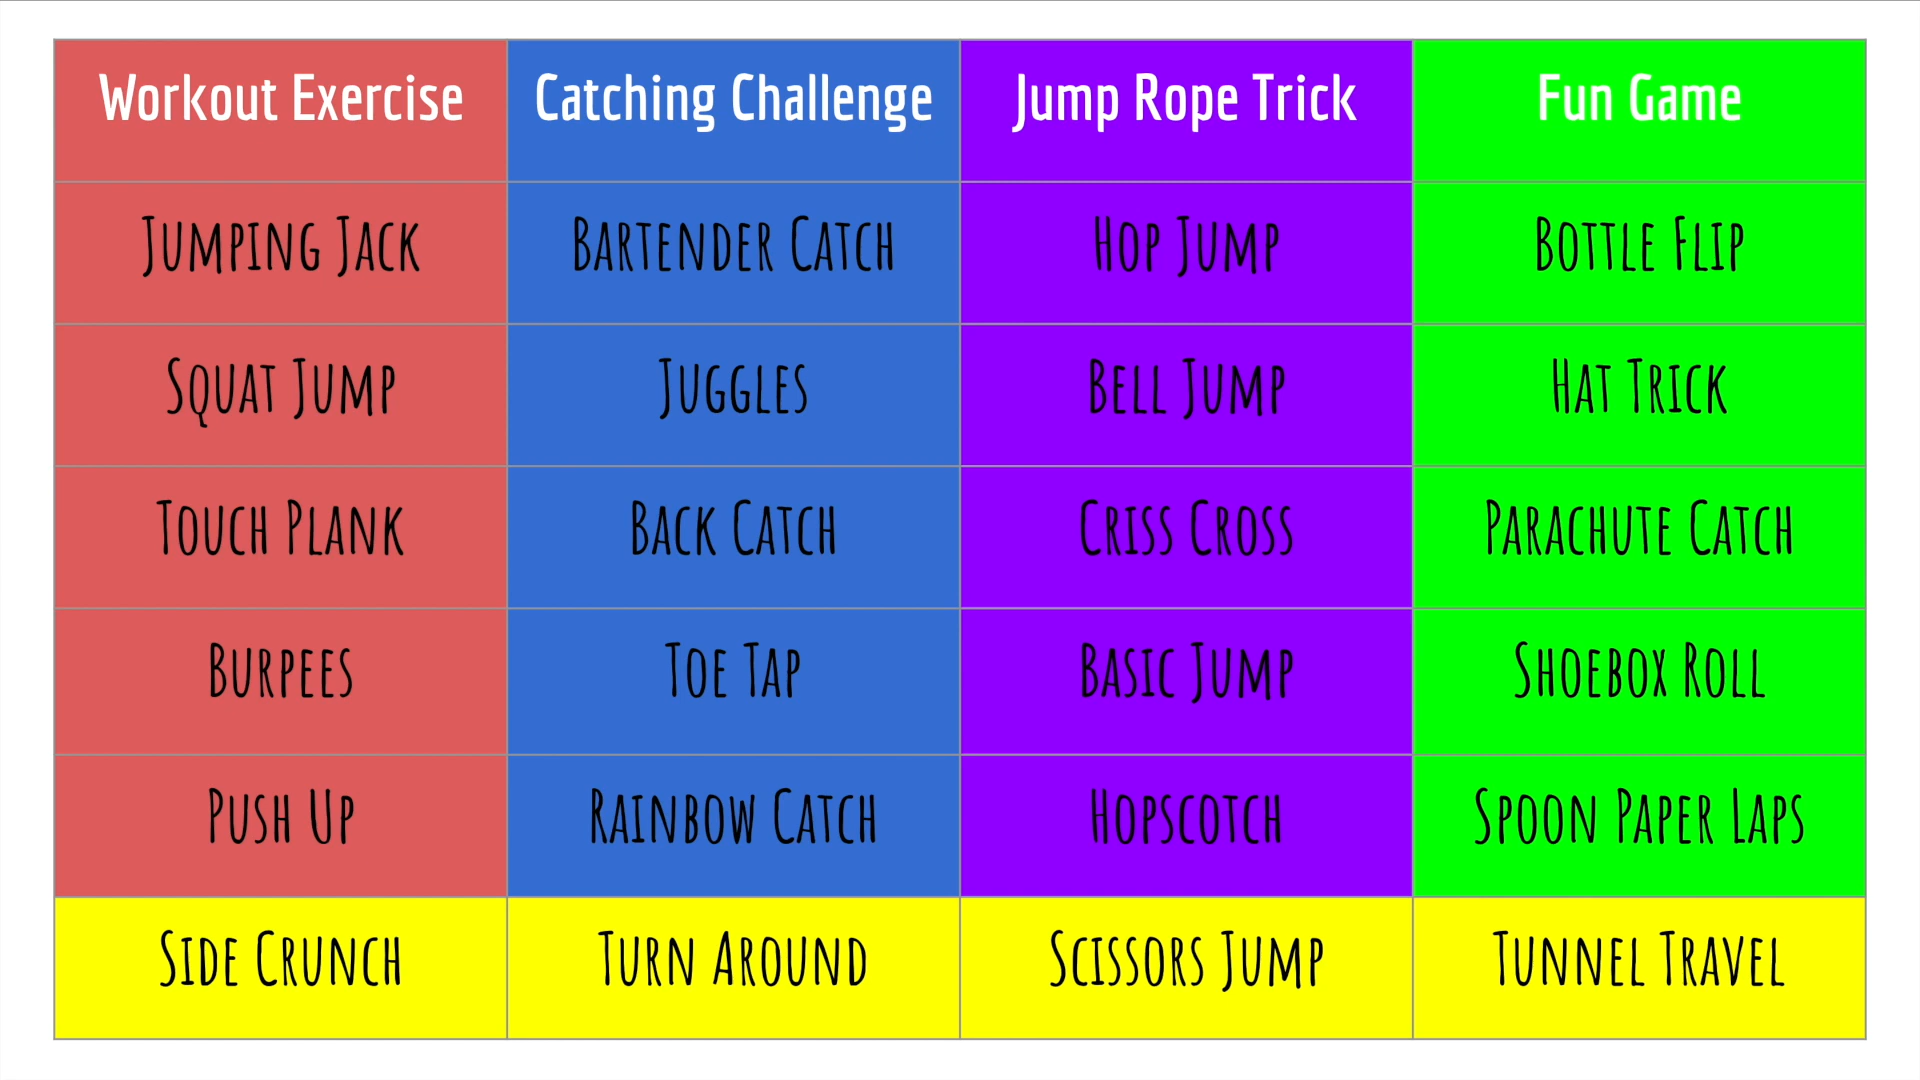 Workout Exercise Catching Challenge Jump Rope Trick Fun Game
Jumping Jack Bartender Catch Hop Jump Bottle Flip
Squat Jump Juggles Bell Jump Hat Trick
Touch Plank Back Catch Criss Cross Parachute Catch
Burpees Toe Tap Basic Jump Shoebox Roll
Push Up Rainbow Catch Hopscotch Spoon Paper Laps
Side Crunch Turn Around Scissors Jump Tunnel Travel